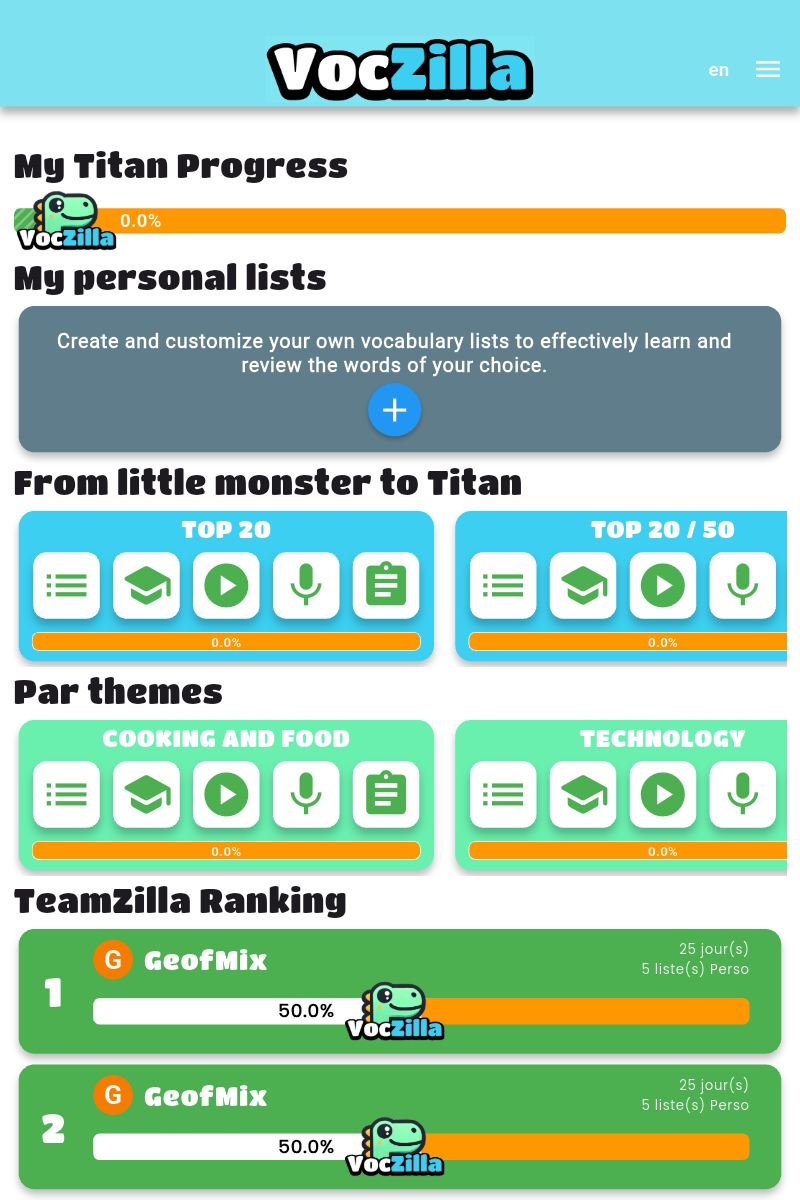 VocZilla
en
My Titan Progress
0.0%
VocZilla
My personal lists
Create and customize your own vocabulary lists to effectively learn and
review the words of your choice.
From little monster to Titan
TOP 20
TOP 20 / 50
0.0%
0.0%
Par themes
COOKING AND FOOD
TECHNOLOGY
0.0%
0.0%
TeamZilla Ranking
1
G
GeofMix
25 jour(s)
5 liste(s) Perso
50.0%
VocZilla
2
G
GeofMix
25 jour(s)
5 liste(s) Perso
50.0%
VocZilla